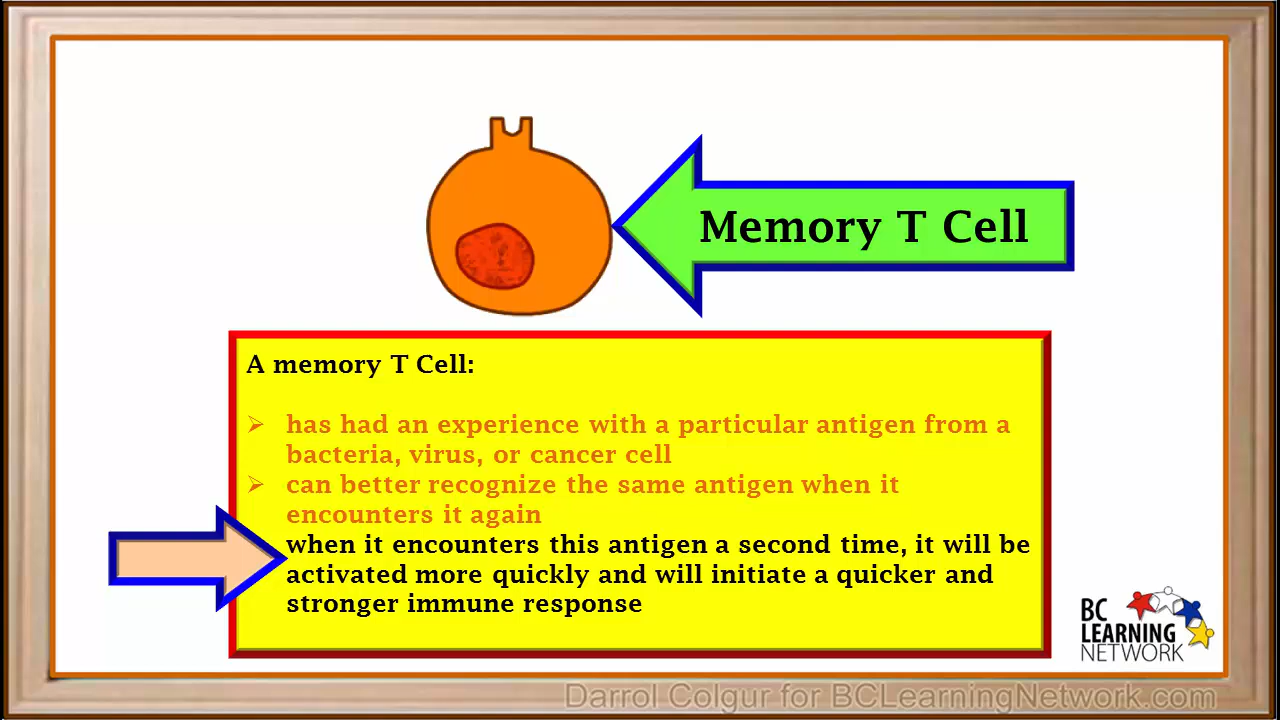 Memory T Cell
A memory T Cell:
➢ has had an experience with a particular antigen from a
bacteria, virus, or cancer cell
➢ can better recognize the same antigen when it
encounters it again
when it encounters this antigen a second time, it will be
activated more quickly and will initiate a quicker and
stronger immune response
BC
LEARNING
NETWORK
Darrol Colgur for BCLearningNetwork.com